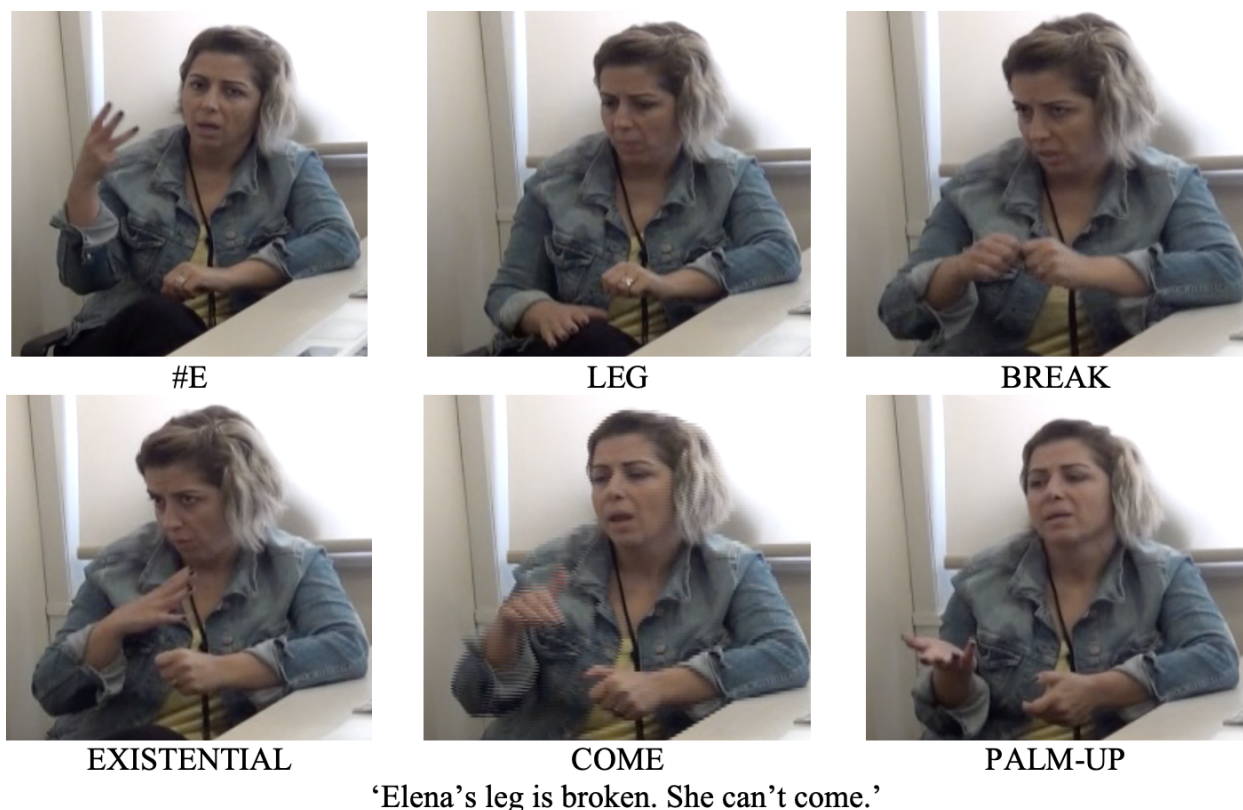 #E LEG BREAK
EXISTENTIAL COME PALM-UP
‘Elena’s leg is broken. She can’t come.’